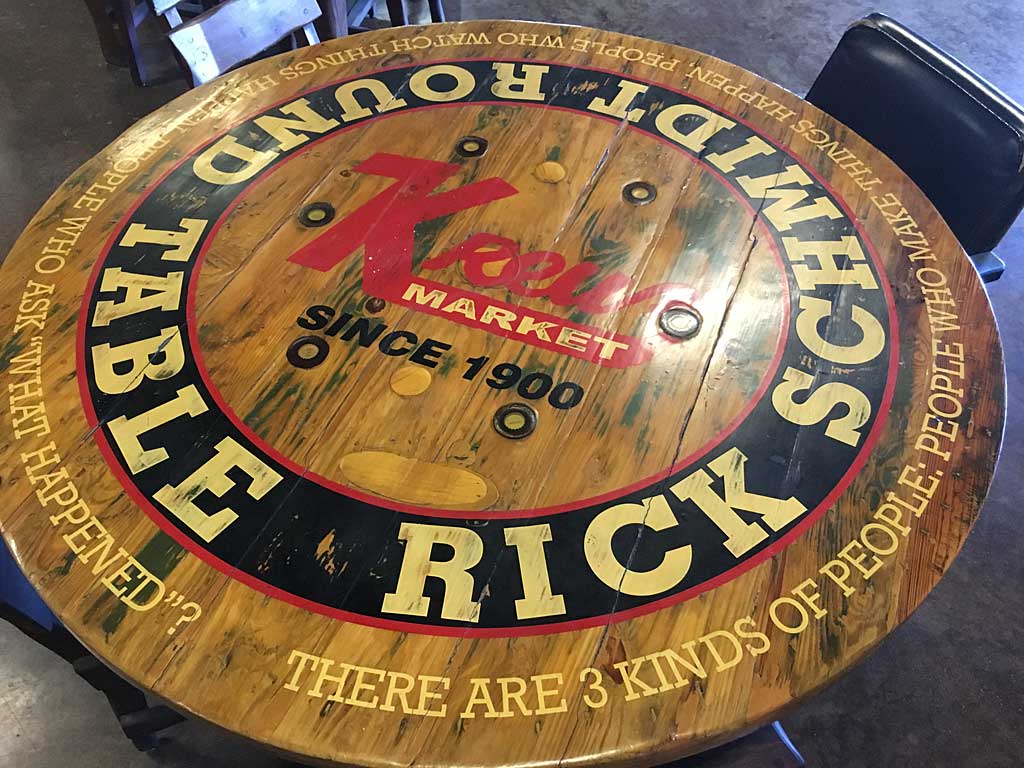 Kreuz
MARKET
SINCE 1900
RICK SCHMIDT ROUND TABLE
THERE ARE 3 KINDS OF PEOPLE: PEOPLE WHO MAKE THINGS HAPPEN, PEOPLE WHO WATCH THINGS HAPPEN, PEOPLE WHO ASK "WHAT HAPPENED"?